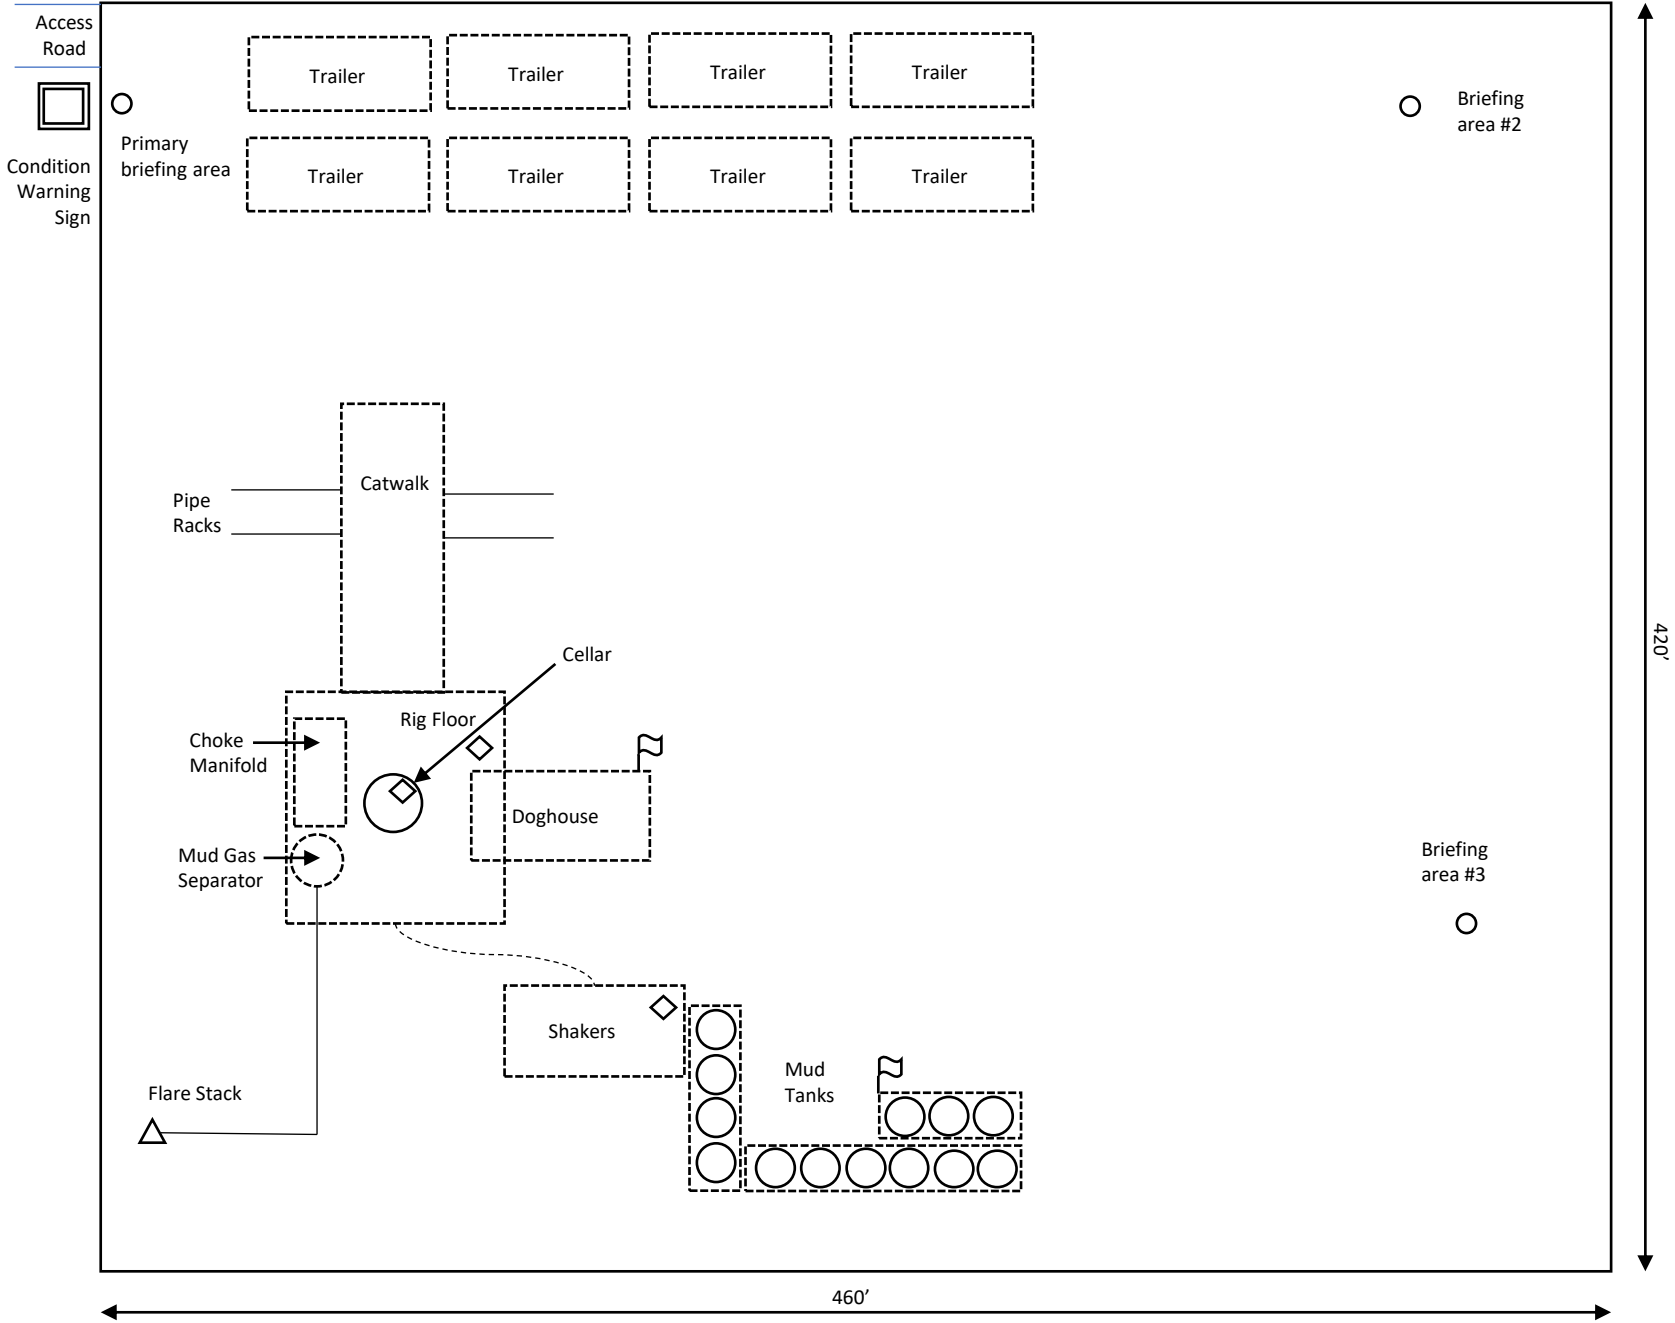 Access
Road
Trailer
Trailer
Trailer
Trailer
Briefing
area #2
Primary
briefing area
Condition
Warning
Sign
Trailer
Trailer
Trailer
Trailer
Catwalk
Pipe
Racks
Cellar
420’
Rig Floor
Choke
Manifold
Doghouse
Mud Gas
Separator
Briefing
area #3
Shakers
Mud
Tanks
Flare Stack
460’